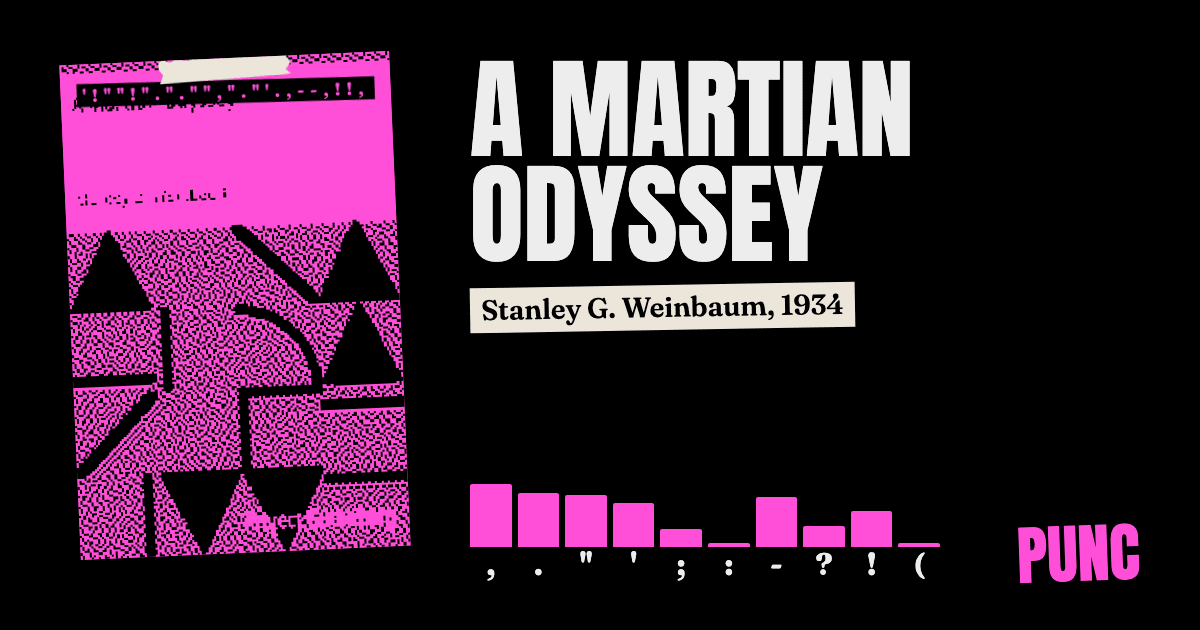 '!""!"."."","."'.,--,!!,
A MARTIAN
ODYSSEY
Stanley G. Weinbaum, 1934
, . " ' ; : - ? ! (
PUNC